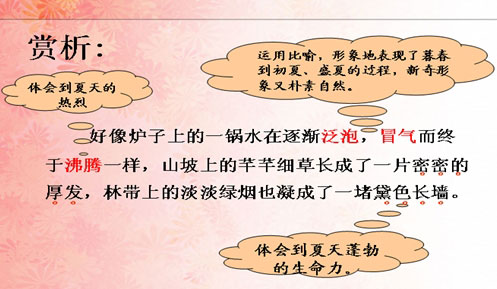 赏析:
运用比喻，形象地表现了暮春
到初夏、盛夏的过程，新奇形
象又朴素自然。
体会到夏天的
热烈
好像炉子上的一锅水在逐渐泛泡，冒气而终
于沸腾一样，山坡上的芊芊细草长成了一片密密的
厚发，林带上的淡淡绿烟也凝成了一堵黛色长墙。
体会到夏天蓬勃
的生命力。